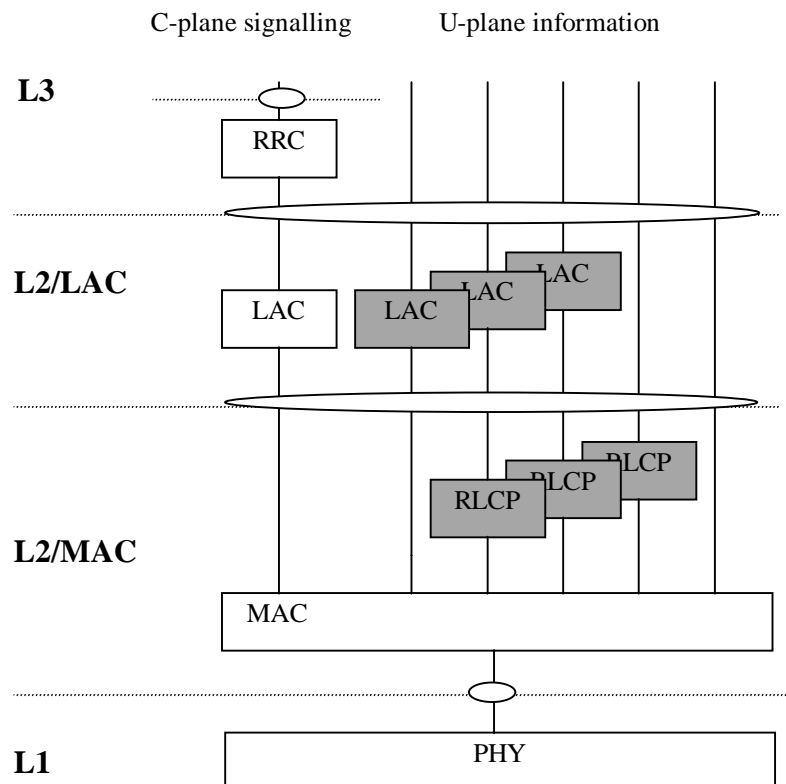 C-plane signalling U-plane information
L3
RRC
L2/LAC
LAC
LAC
LAC
LAC
RLCP
RLCP
RLCP
L2/MAC
MAC
L1
PHY